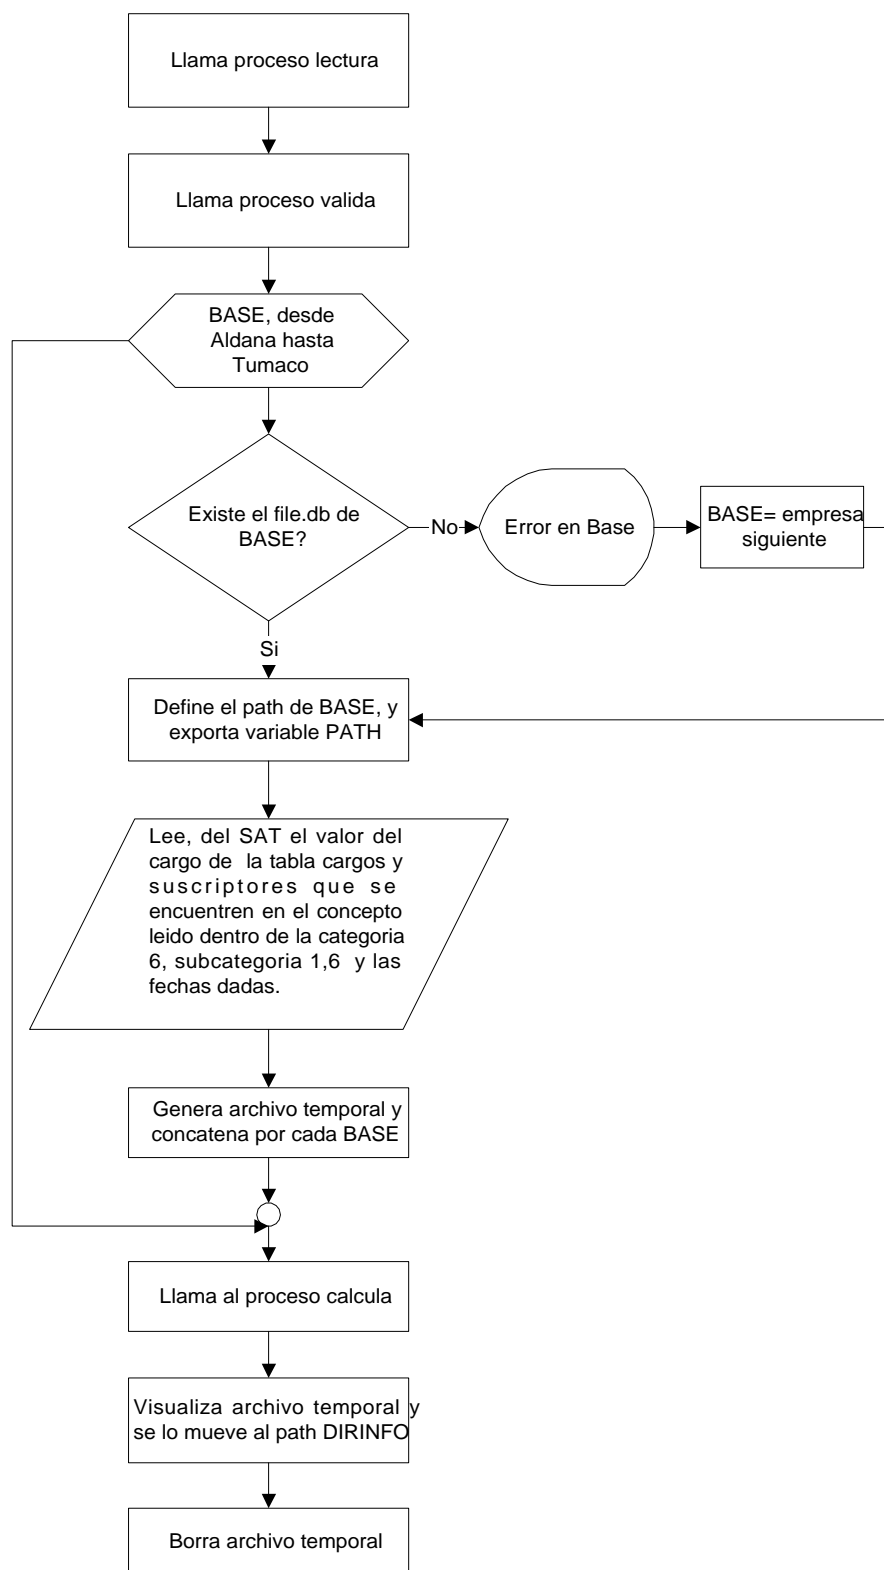 Llama proceso lectura
Llama proceso valida
BASE, desde
Aldana hasta
Tumaco
Existe el file.db de
BASE?
No
Error en Base
BASE= empresa
siguiente
Si
Define el path de BASE, y
exporta variable PATH
Lee, del SAT el valor del
cargo de la tabla cargos y
suscriptores que se
encuentren en el concepto
leido dentro de la categoria
6, subcategoria 1,6 y las
fechas dadas.
Genera archivo temporal y
concatena por cada BASE
Llama al proceso calcula
Visualiza archivo temporal y
se lo mueve al path DIRINFO
Borra archivo temporal